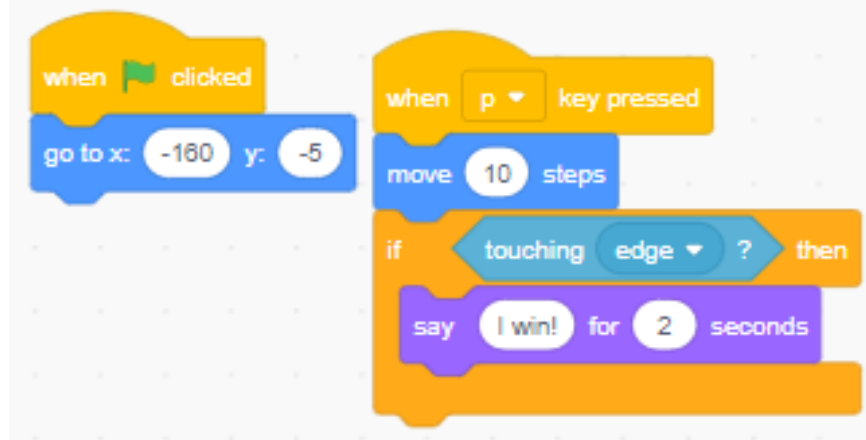 when clicked
go to x: -160 y: -5
when p key pressed
move 10 steps
if touching edge ? then
say I win! for 2 seconds